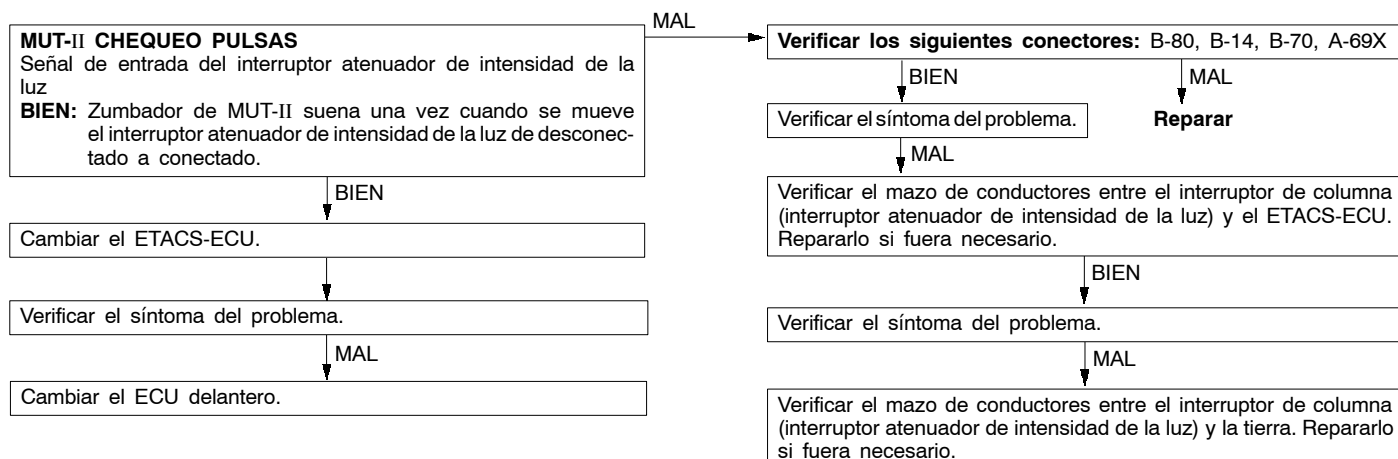 MUT-II CHEQUEO PULSAS
Señal de entrada del interruptor atenuador de intensidad de la
luz
BIEN: Zumbador de MUT-II suena una vez cuando se mueve
el interruptor atenuador de intensidad de la luz de desconec-
tado a conectado.
BIEN
Cambiar el ETACS-ECU.
Verificar el síntoma del problema.
MAL
Cambiar el ECU delantero.
MAL
Verificar los siguientes conectores: B-80, B-14, B-70, A-69X
BIEN
MAL
Verificar el síntoma del problema.
Reparar
MAL
Verificar el mazo de conductores entre el interruptor de columna
(interruptor atenuador de intensidad de la luz) y el ETACS-ECU.
Repararlo si fuera necesario.
BIEN
Verificar el síntoma del problema.
MAL
Verificar el mazo de conductores entre el interruptor de columna
(interruptor atenuador de intensidad de la luz) y la tierra. Repararlo
si fuera necesario.